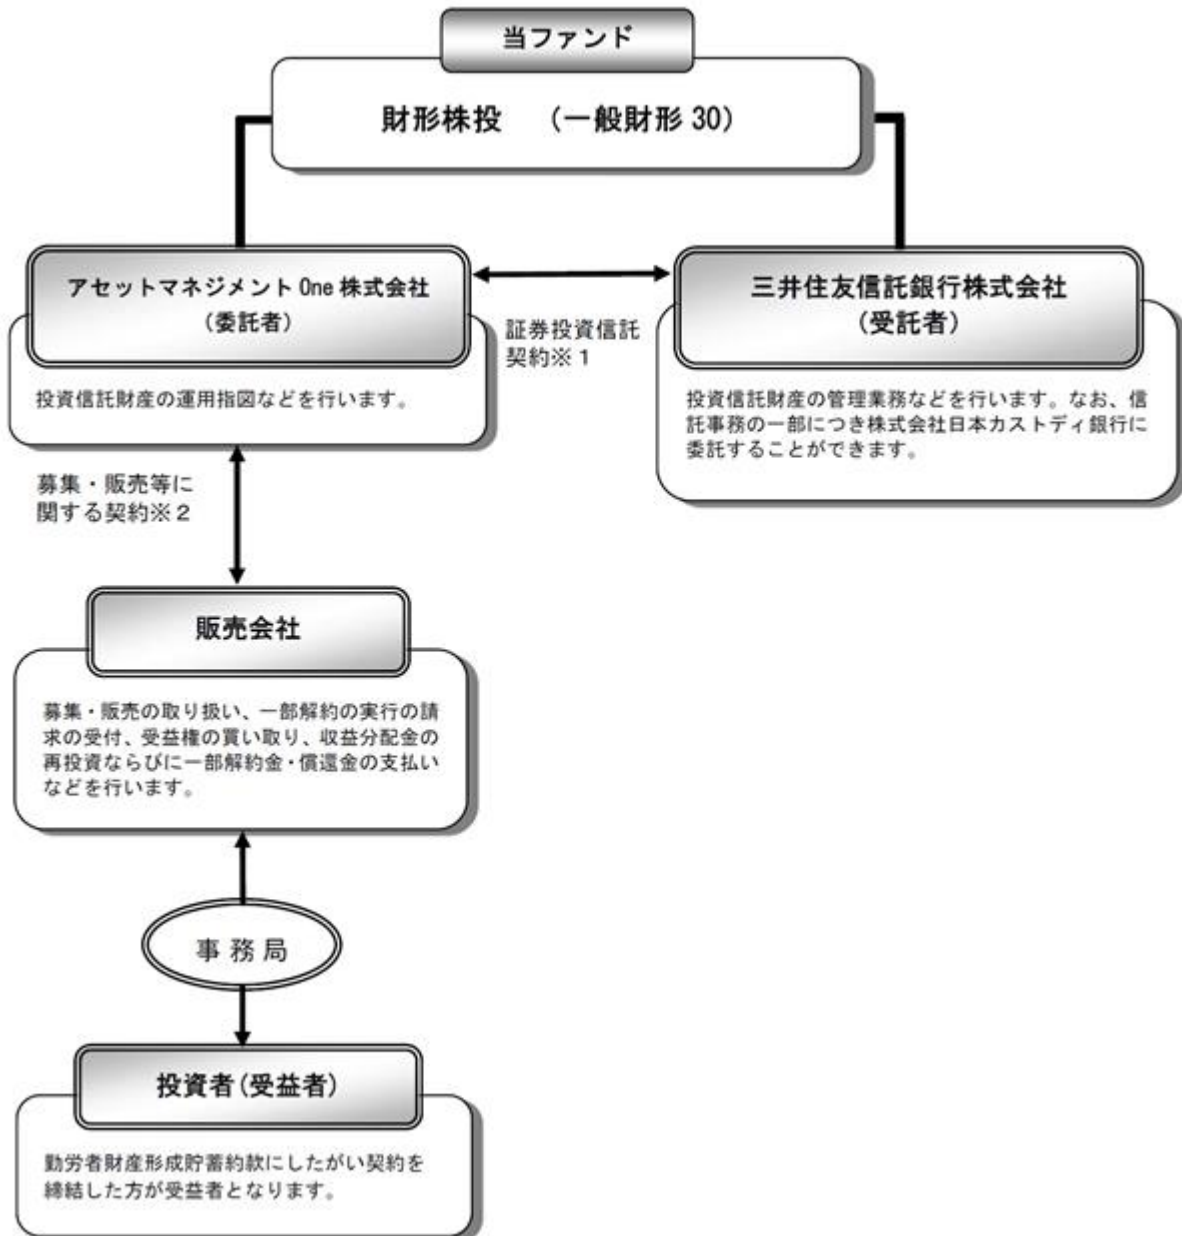 当ファンド
財形株投 (一般財形 30)
アセットマネジメント One 株式会社
(委託者)
投資信託財産の運用指図などを行います。
証券投資信託
契約※1
三井住友信託銀行株式会社
(受託者)
投資信託財産の管理業務などを行います。なお、信
託事務の一部につき株式会社日本カストディ銀行に
委託することができます。
募集・販売等に
関する契約※2
販売会社
募集・販売の取り扱い、一部解約の実行の請
求の受付、受益権の買い取り、収益分配金の
再投資ならびに一部解約金・償還金の支払い
などを行います。
事務局
投資者(受益者)
勤労者財産形成貯蓄約款にしたがい契約を
締結した方が受益者となります。